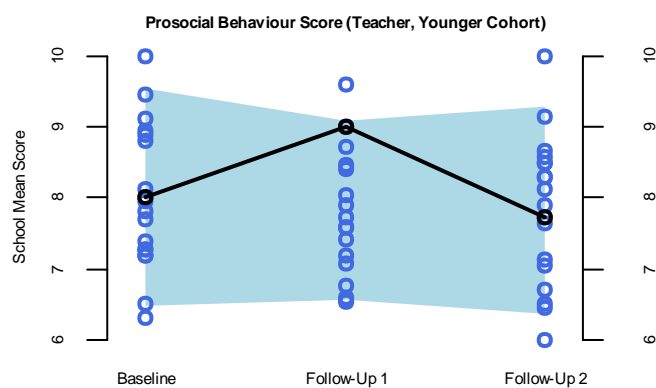 Prosocial Behaviour Score (Teacher, Younger Cohort)
School Mean Score
10
9
8
7
6
10
9
8
7
6
Baseline
Follow-Up 1
Follow-Up 2